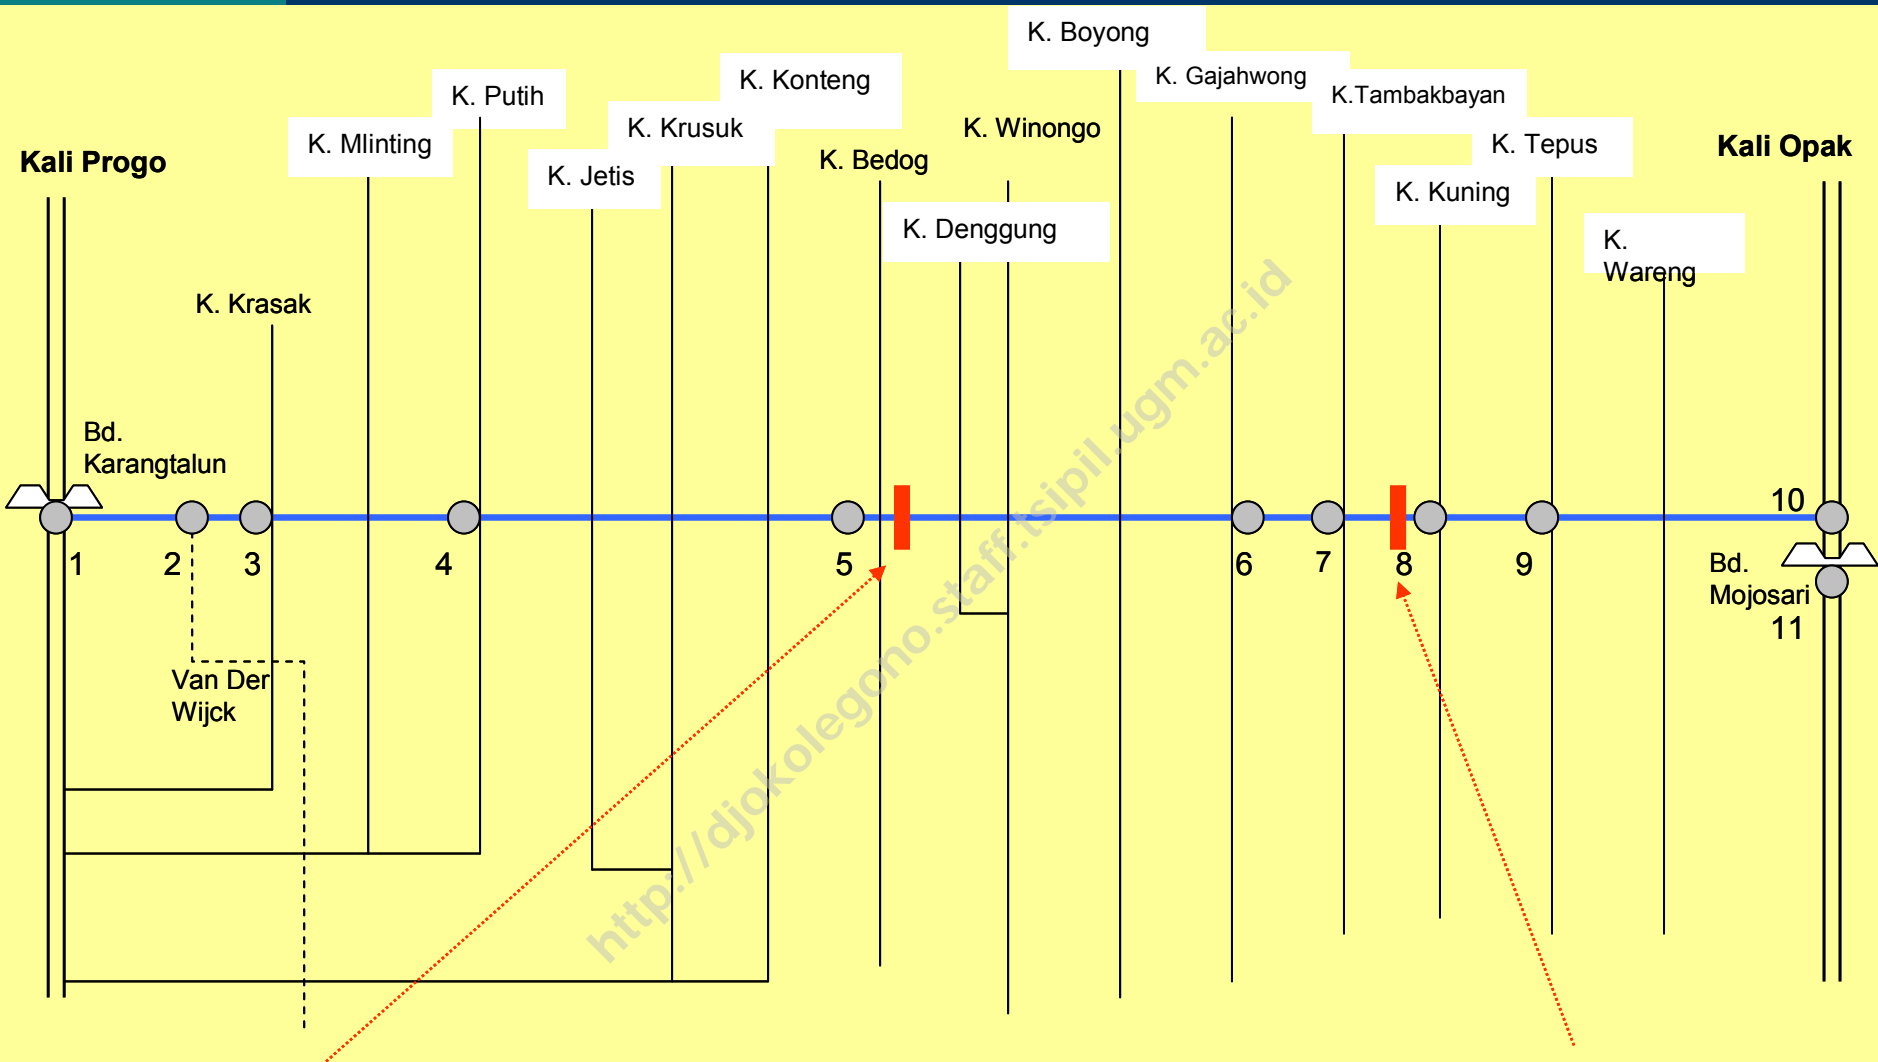 K. Boyong
K. Konteng
K. Gajahwong
K. Putih
K.Tambakbayan
K. Krusuk
K. Winongo
K. Mlinting
K. Tepus
Kali Progo
K. Bedog
Kali Opak
K. Jetis
K. Kuning
K. Denggung
K.
Wareng
K. Krasak
Bd.
Karangtalun
10
1
2
3
4
5
6
7
8
9
Bd.
Mojosari
11
Van Der
Wijck
http://djokolegono.staff.tsipil.ugm.ac.id